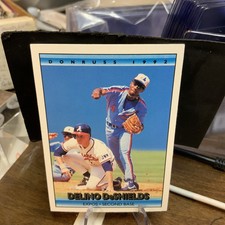 DONRUSS 1992
DELINO DeSHIELDS
EXPOS • SECOND BASE